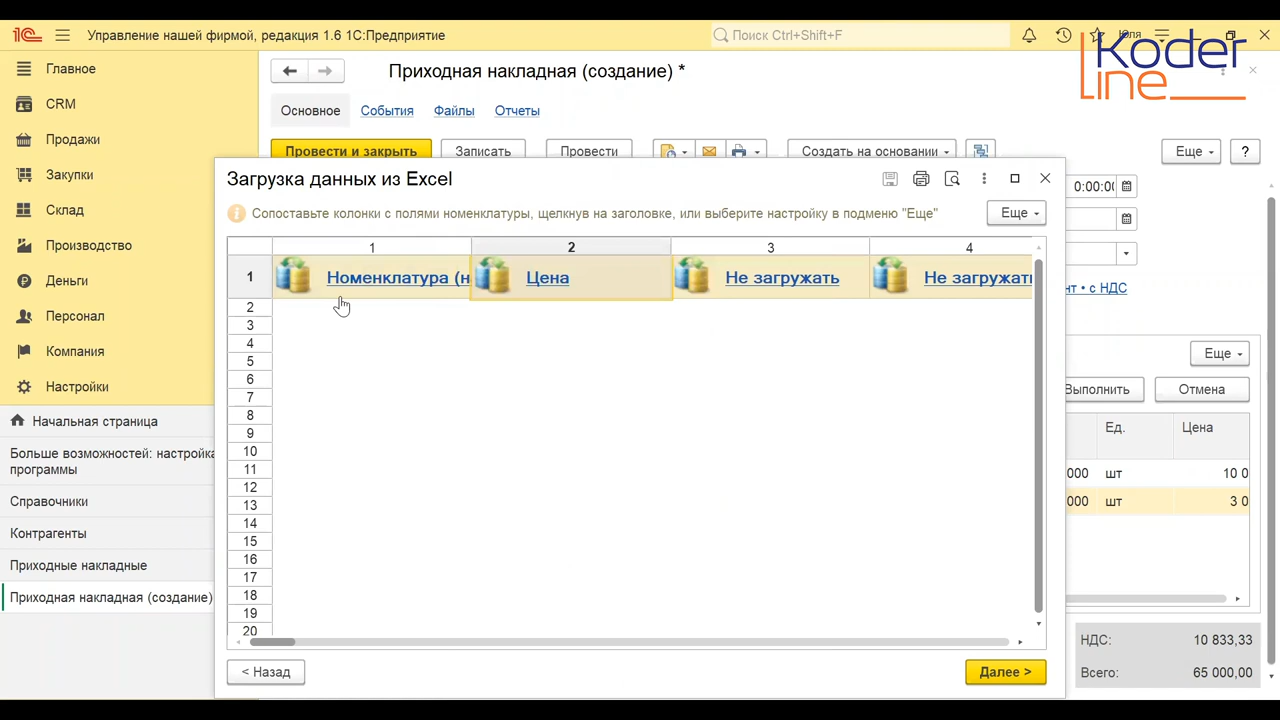 1С Управление нашей фирмой, редакция 1.6 1С:Предприятие
Поиск Ctrl+Shift+F
Юля
Koder
line
Главное
CRM
Продажи
Закупки
Склад
Производство
Деньги
Персонал
Компания
Настройки
Начальная страница
Больше возможностей: настройка
программы
Справочники
Контрагенты
Приходные накладные
Приходная накладная (создание)
Приходная накладная (создание) *
Основное События Файлы Отчеты
Провести и закрыть Записать Провести Создать на основании Еще ?
Загрузка данных из Excel
Сопоставьте колонки с полями номенклатуры, щелкнув на заголовке, или выберите настройку в подменю "Еще"
Еще
1 2 3 4
1 Номенклатура (н Цена Не загружать Не загружать
2
3
4
5
6
7
8
9
10
11
12
13
14
15
16
17
18
19
20
< Назад Далее >
0:00:0
нт • с НДС
Еще
Выполнить Отмена
Ед. Цена
000 шт 10 0
000 шт 3 0
НДС: 10 833,33
Всего: 65 000,00